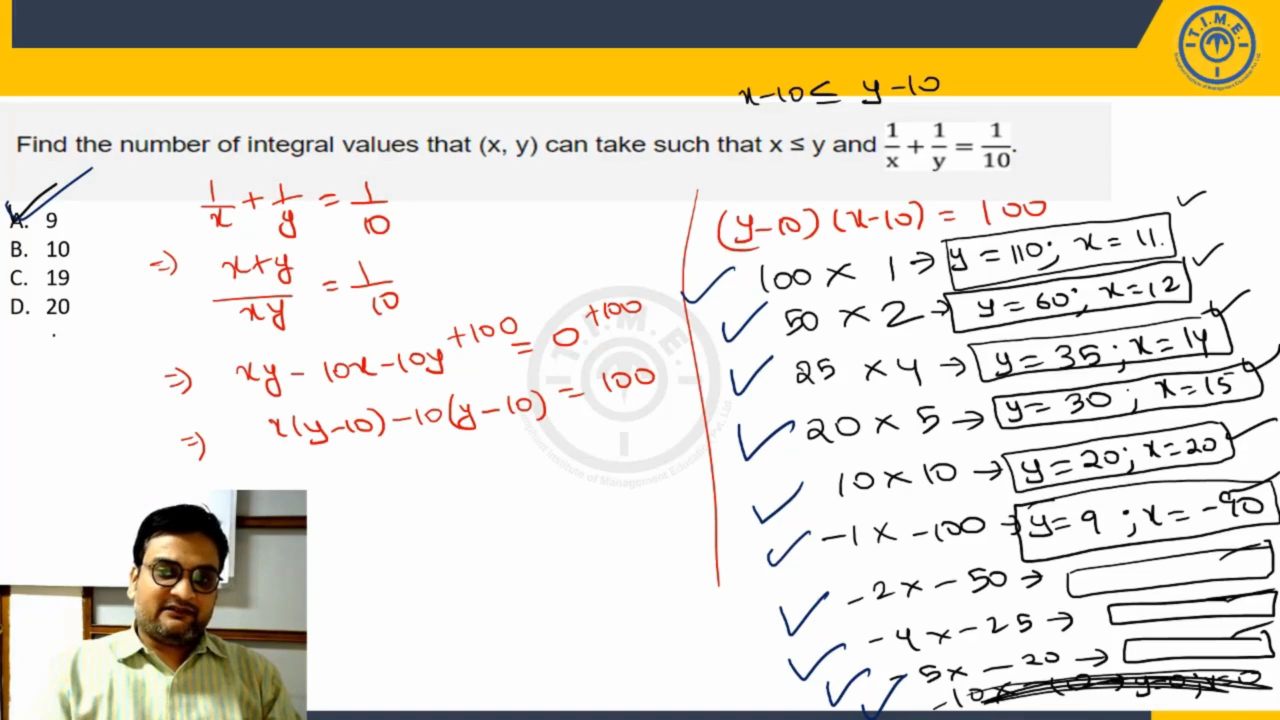 T.I.M.E.
x-10 ≤ y-10
Find the number of integral values that (x, y) can take such that x ≤ y and 1/x + 1/y = 1/10.
A. 9
B. 10
C. 19
D. 20
1/x + 1/y = 1/10
⇒ x+y/xy = 1/10
⇒ xy - 10x - 10y +100 = 0 +100
⇒ x(y-10) - 10(y-10) = 100
(y-10) (x-10) = 100
100 × 1 → y = 110; x = 11.
50 × 2 → y = 60; x = 12
25 × 4 → y = 35; x = 14
20 × 5 → y = 30; x = 15
10 × 10 → y = 20; x = 20
-1 × -100 → y = 9; x = -90
-2 × -50 →
-4 × -25 →
-5 × -20 →
T.I.M.E.